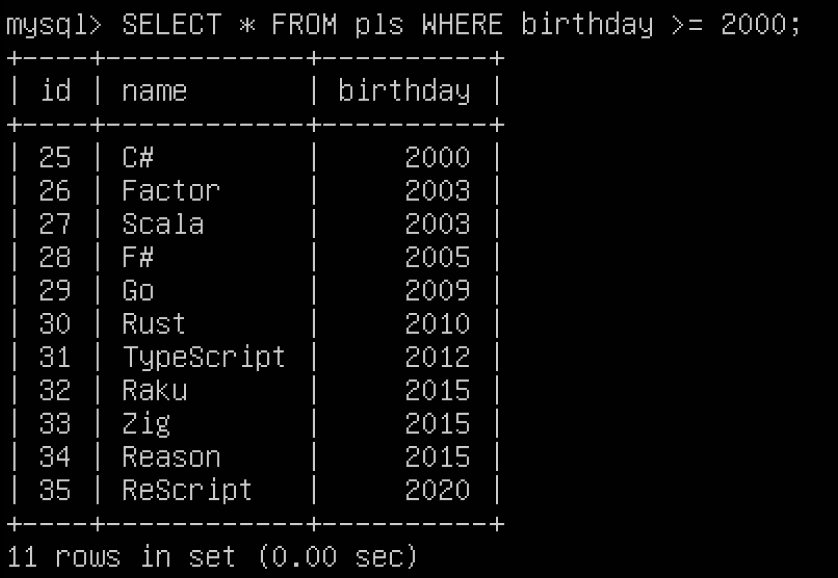 mysql> SELECT * FROM pls WHERE birthday >= 2000;
+----+------------+----------+
| id | name       | birthday |
+----+------------+----------+
| 25 | C#         |     2000 |
| 26 | Factor     |     2003 |
| 27 | Scala      |     2003 |
| 28 | F#         |     2005 |
| 29 | Go         |     2009 |
| 30 | Rust       |     2010 |
| 31 | TypeScript |     2012 |
| 32 | Raku       |     2015 |
| 33 | Zig        |     2015 |
| 34 | Reason     |     2015 |
| 35 | ReScript   |     2020 |
+----+------------+----------+
11 rows in set (0.00 sec)